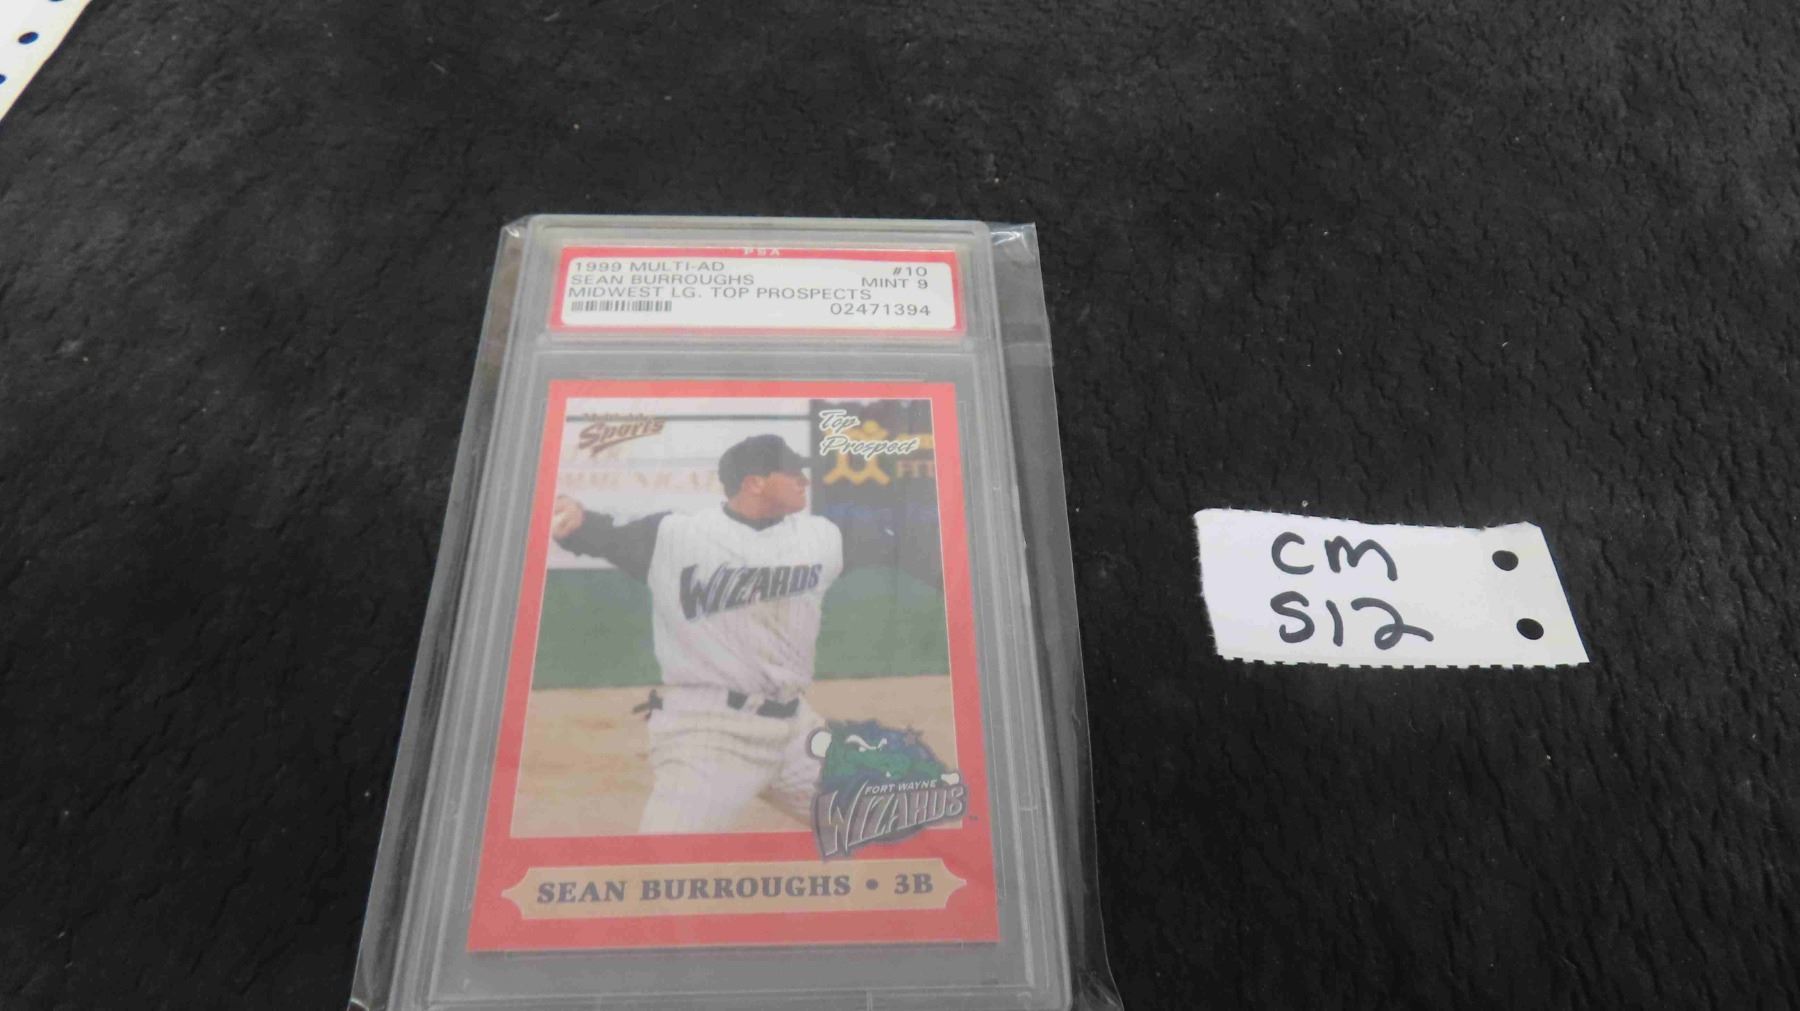 PSA
1999 MULTI-AD #10
SEAN BURROUGHS MINT 9
MIDWEST LG. TOP PROSPECTS
02471394
Sports
Top
Prospect
WIZARDS
FORT WAYNE
WIZARDS
SEAN BURROUGHS • 3B
CM
S12